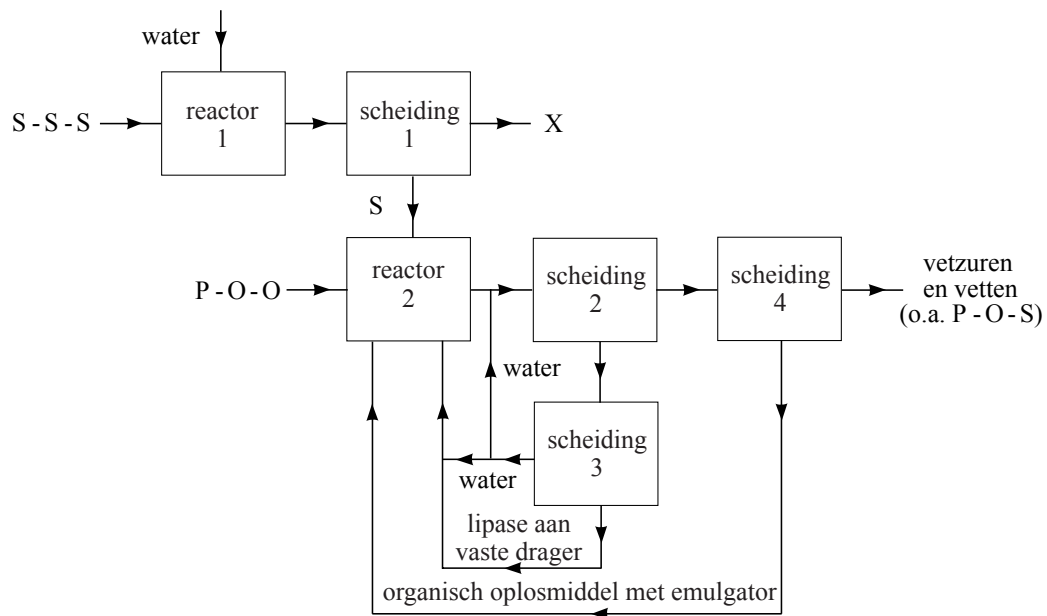 water
S - S - S
reactor
1
scheiding
1
X
S
P - O - O
reactor
2
scheiding
2
scheiding
4
vetzuren
en vetten
(o.a. P - O - S)
water
scheiding
3
water
lipase aan
vaste drager
organisch oplosmiddel met emulgator